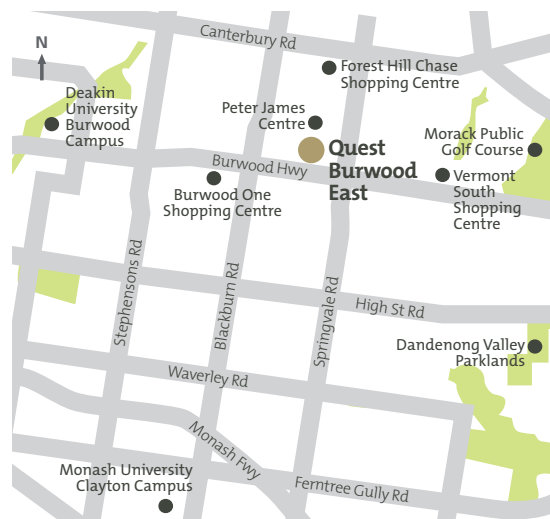 N
Canterbury Rd
Forest Hill Chase
Shopping Centre
Deakin
University
Burwood
Campus
Peter James
Centre
Morack Public
Golf Course
Quest
Burwood
East
Burwood Hwy
Vermont
South
Shopping
Centre
Burwood One
Shopping Centre
Stephensons Rd
Blackburn Rd
Springvale Rd
High St Rd
Dandenong Valley
Parklands
Waverley Rd
Monash Fwy
Monash University
Clayton Campus
Ferntree Gully Rd